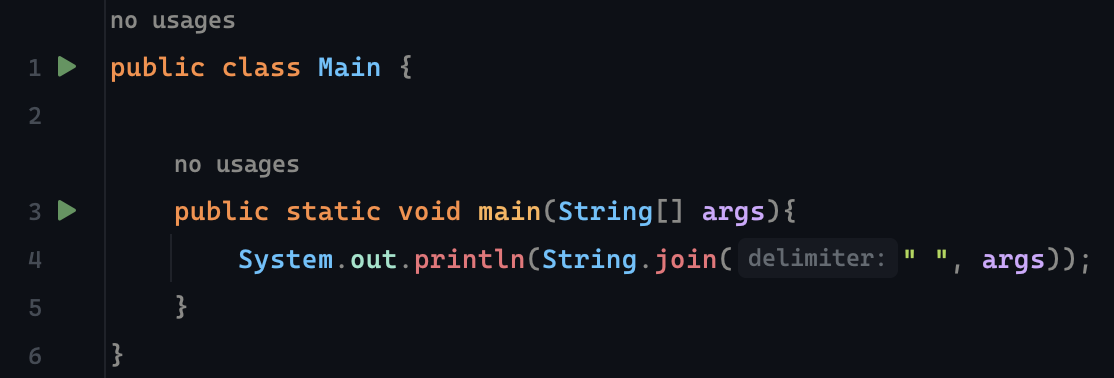 no usages
1 public class Main {
2
no usages
3 public static void main(String[] args){
4 System.out.println(String.join( delimiter: " ", args));
5 }
6 }